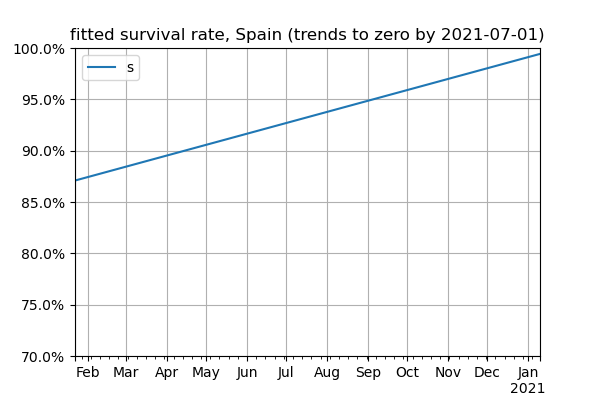 fitted survival rate, Spain (trends to zero by 2021-07-01)
100.0%
95.0%
90.0%
85.0%
80.0%
75.0%
70.0%
s
Feb Mar Apr May Jun Jul Aug Sep Oct Nov Dec Jan
2021